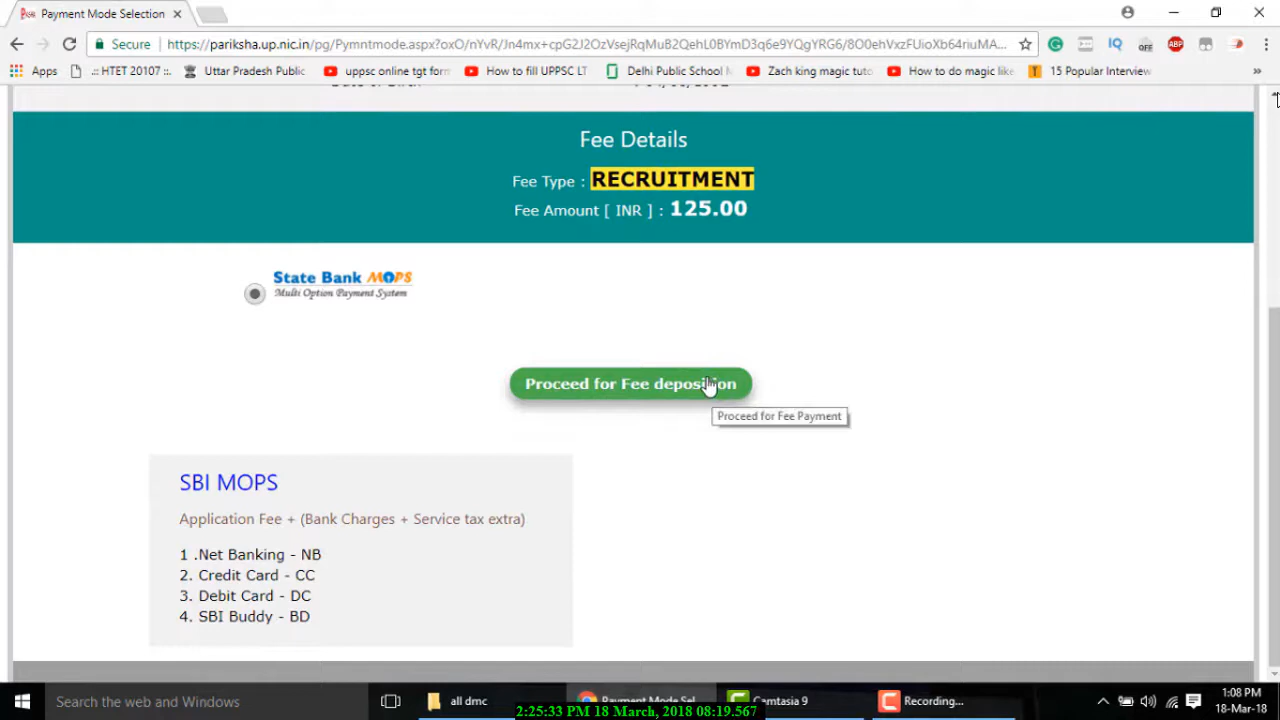 Payment Mode Selection
Secure https://pariksha.up.nic.in/pg/Pymntmode.aspx?oxO/nYvR/Jn4mx+cpG2J2OzVsejRqMuB2QehL0BYmD3q6e9YQgYRG6/8O0ehVxzFUioXb64riuMA...
Apps .:: HTET 20107 ::. Uttar Pradesh Public uppsc online tgt form How to fill UPPSC LT Delhi Public School Zach king magic tuto How to do magic like 15 Popular Interview
Fee Details
Fee Type : RECRUITMENT
Fee Amount [ INR ] : 125.00
State Bank MOPS
Multi Option Payment System
Proceed for Fee deposition
Proceed for Fee Payment
SBI MOPS
Application Fee + (Bank Charges + Service tax extra)
1 .Net Banking - NB
2. Credit Card - CC
3. Debit Card - DC
4. SBI Buddy - BD
Search the web and Windows all dmc Payment Mode Sel... Camtasia 9 Recording... 1:08 PM
18-Mar-18
2:25:33 PM 18 March, 2018 08:19.567